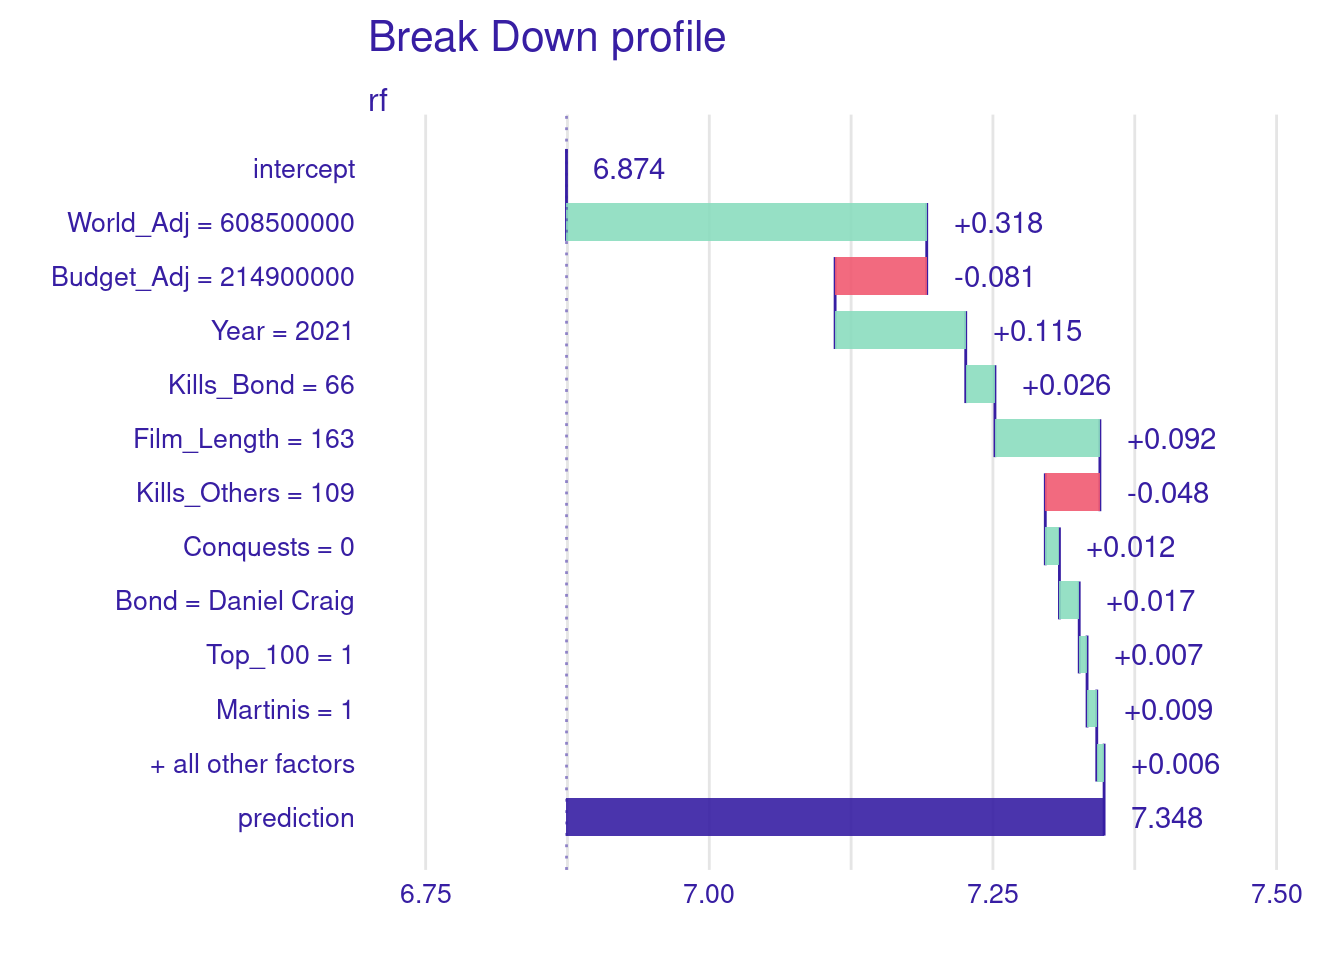 Break Down profile
rf
intercept 6.874
World_Adj = 608500000 +0.318
Budget_Adj = 214900000 -0.081
Year = 2021 +0.115
Kills_Bond = 66 +0.026
Film_Length = 163 +0.092
Kills_Others = 109 -0.048
Conquests = 0 +0.012
Bond = Daniel Craig +0.017
Top_100 = 1 +0.007
Martinis = 1 +0.009
+ all other factors +0.006
prediction 7.348
6.75 7.00 7.25 7.50